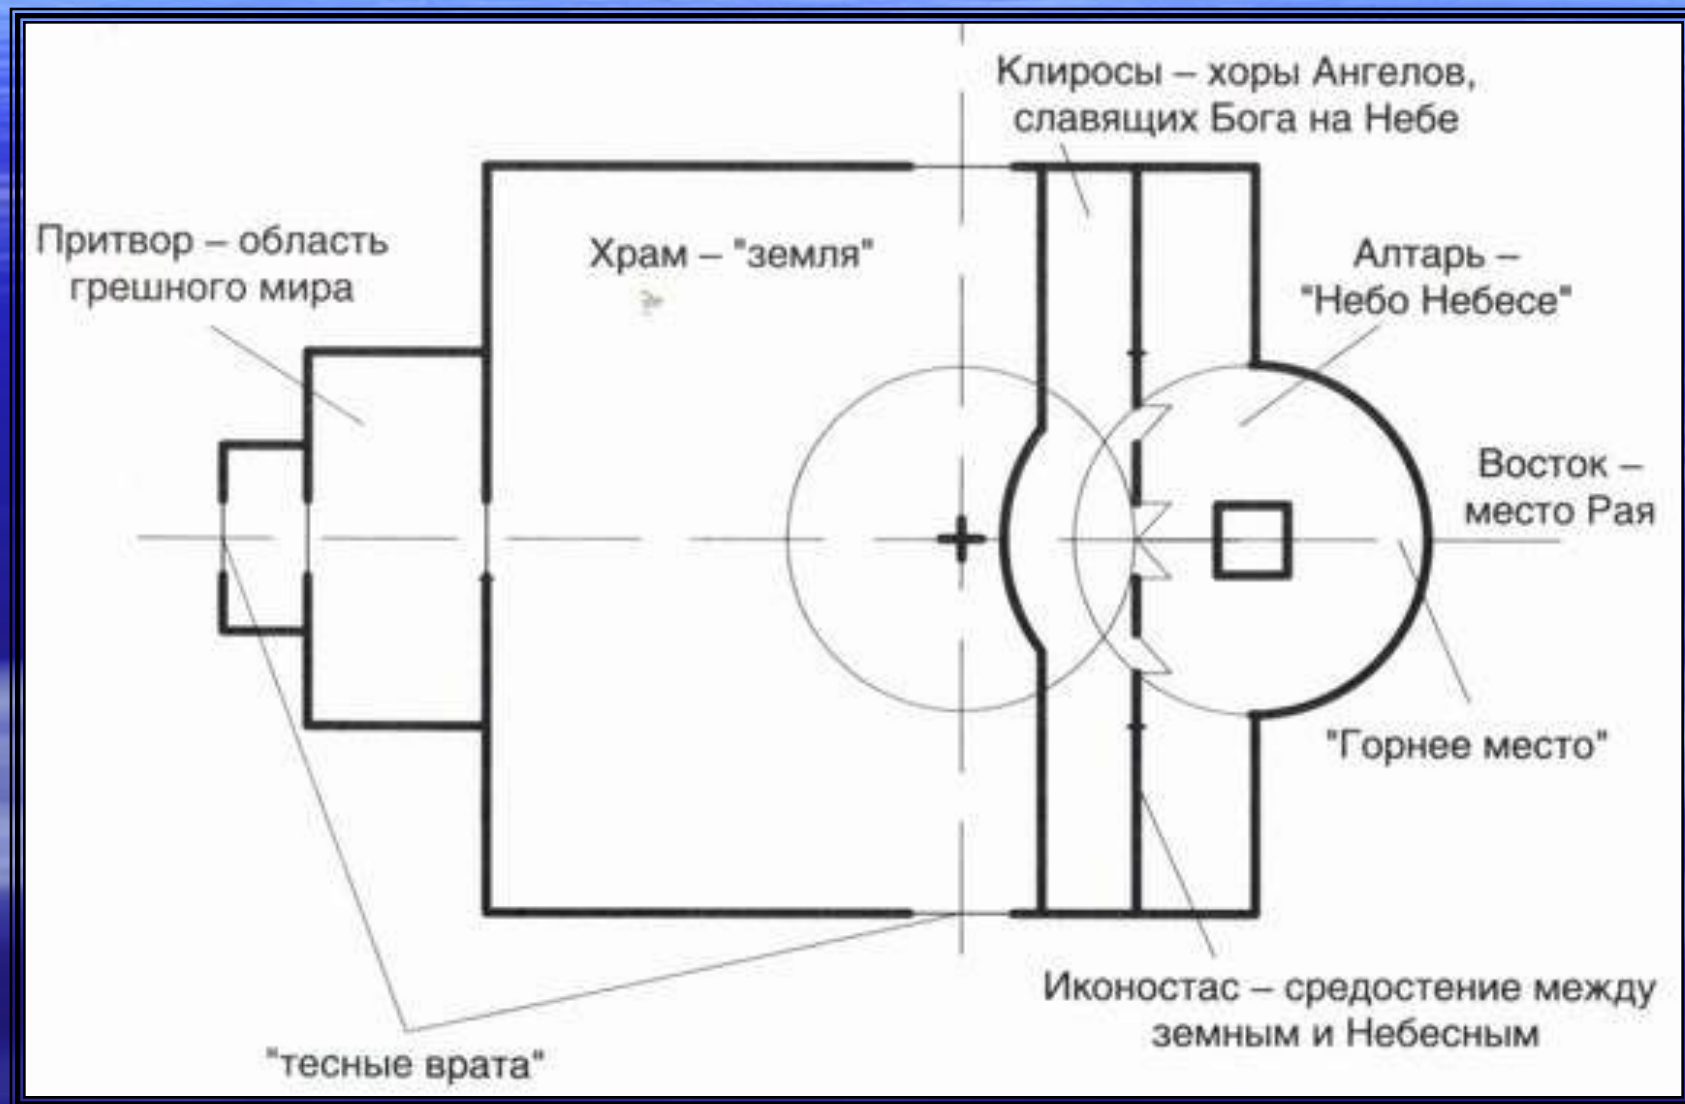 Клиросы – хоры Ангелов,
славящих Бога на Небе
Притвор – область
грешного мира
Храм – "земля"
Алтарь –
"Небо Небесе"
Восток –
место Рая
"Горнее место"
Иконостас – средостение между
земным и Небесным
"тесные врата"